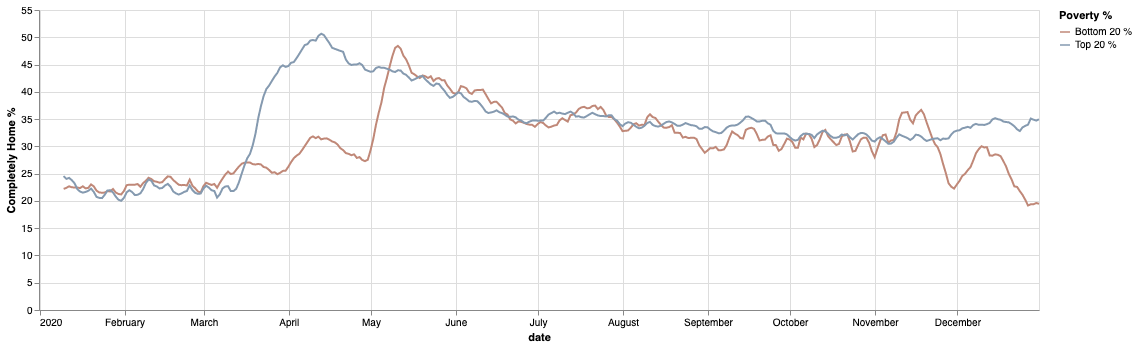 Poverty %
Bottom 20 %
Top 20 %
Completely Home %
55
50
45
40
35
30
25
20
15
10
5
0
2020 February March April May June July August September October November December
date